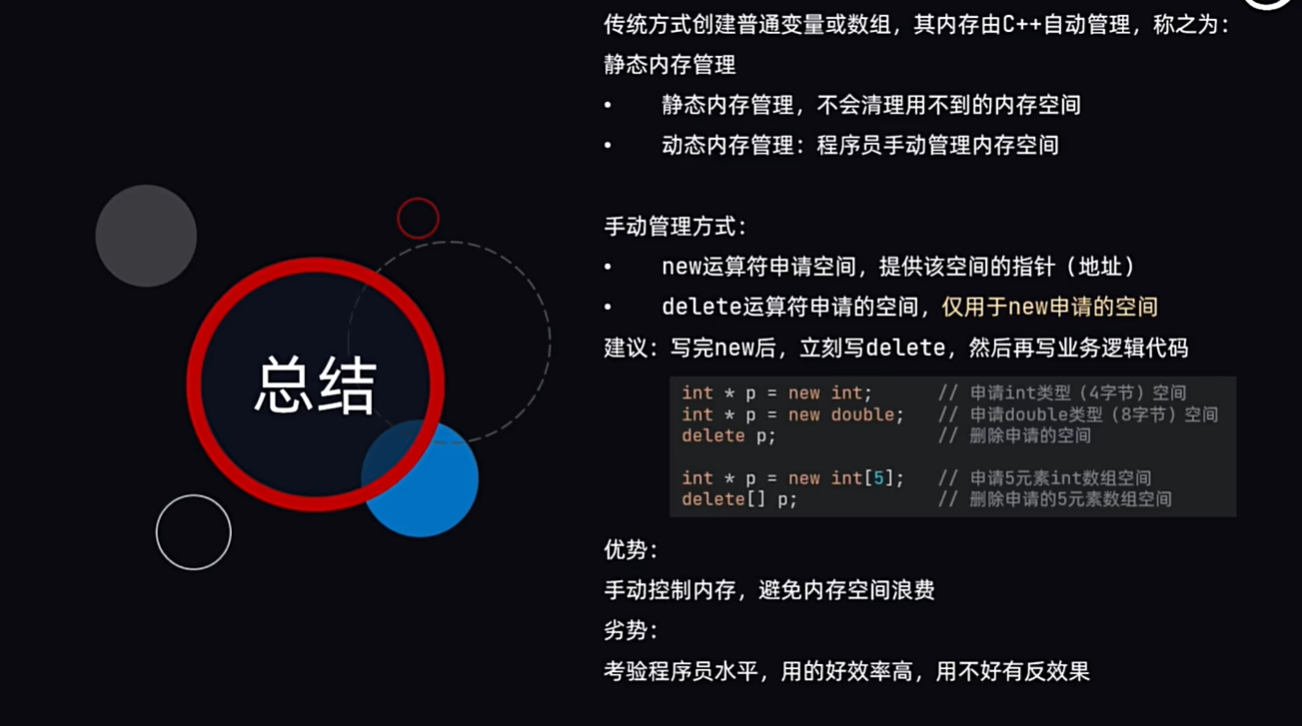 总结
传统方式创建普通变量或数组，其内存由C++自动管理，称之为：
静态内存管理
• 静态内存管理，不会清理用不到的内存空间
• 动态内存管理：程序员手动管理内存空间
手动管理方式：
• new运算符申请空间，提供该空间的指针（地址）
• delete运算符申请的空间，仅用于new申请的空间
建议：写完new后，立刻写delete，然后再写业务逻辑代码
int * p = new int; // 申请int类型（4字节）空间
int * p = new double; // 申请double类型（8字节）空间
delete p; // 删除申请的空间
int * p = new int[5]; // 申请5元素int数组空间
delete[] p; // 删除申请的5元素数组空间
优势：
手动控制内存，避免内存空间浪费
劣势：
考验程序员水平，用的好效率高，用不好有反效果